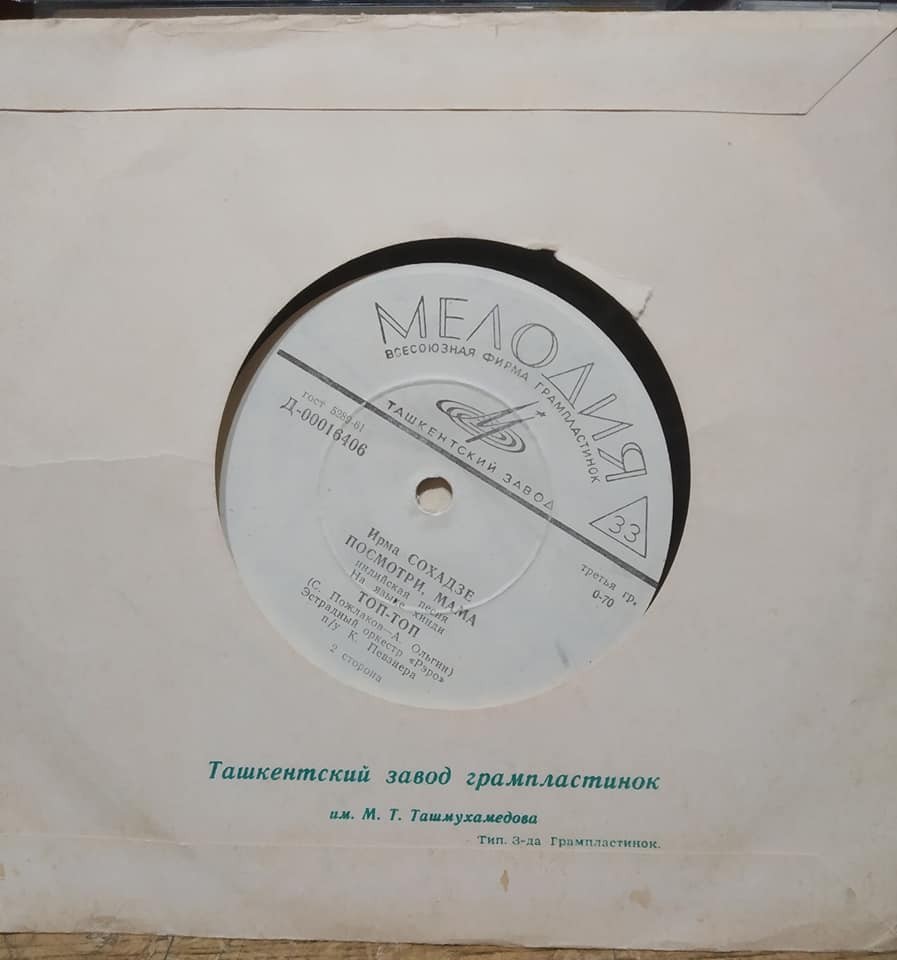 МЕЛОДИЯ
ВСЕСОЮЗНАЯ ФИРМА ГРАМПЛАСТИНОК
ТАШКЕНТСКИЙ ЗАВОД
33
ГОСТ 5289-61
Д-00016406
третья гр.
0-70
Ирма СОХАДЗЕ
ПОСМОТРИ, МАМА
индийская песня
На языке хинди
ТОП-ТОП
(С. Пожлаков—А. Ольгин)
Эстрадный оркестр «Рэро»
п/у К. Певзнера
2 сторона
Ташкентский завод грампластинок
им. М. Т. Ташмухамедова
Тип. З-да Грампластинок.